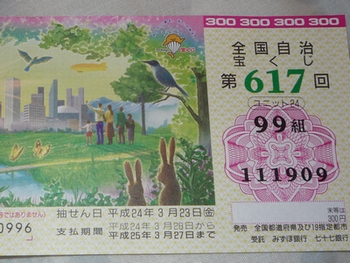 300 300 300 300
全国自治
宝くじ
第617回
ユニット24
99組
111909
抽せん日 平成24年3月23日(金)
支払期間 平成24年3月28日から
平成25年3月27日まで
0996
末等は
300円
発売 全国都道府県及び19指定都市
受託 みずほ銀行 七十七銀行